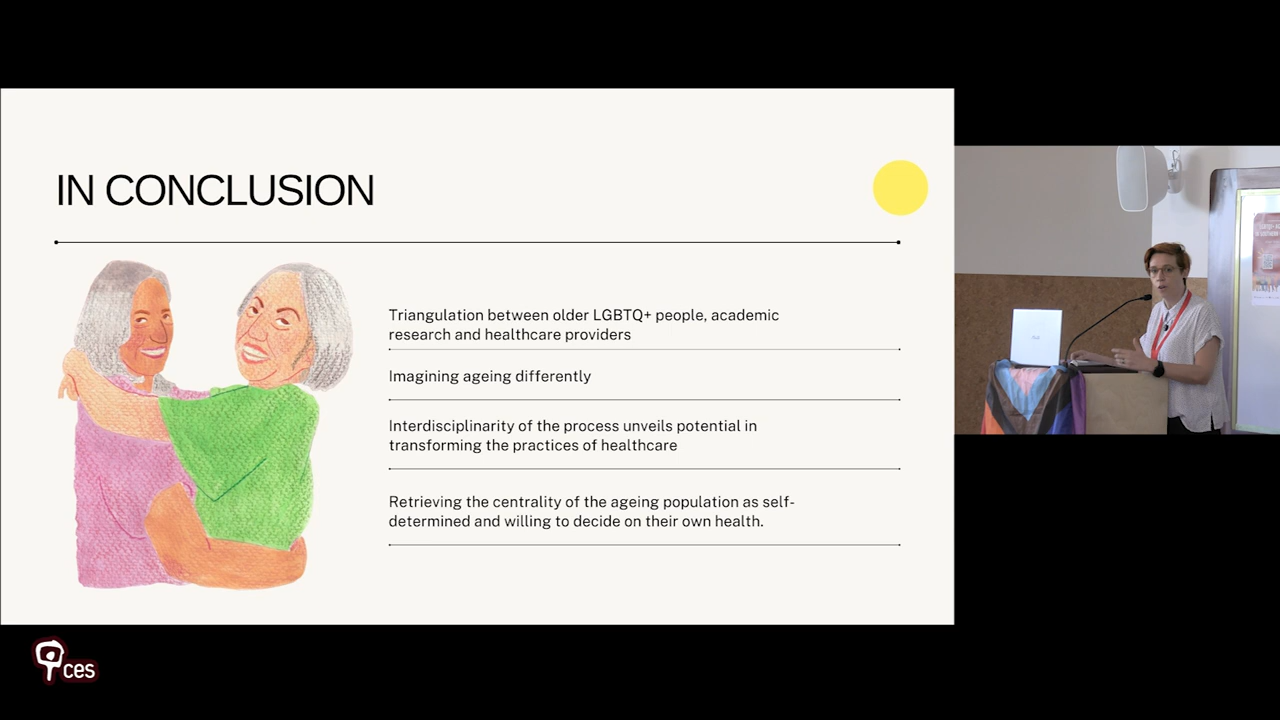 IN CONCLUSION
Triangulation between older LGBTQ+ people, academic
research and healthcare providers
Imagining ageing differently
Interdisciplinarity of the process unveils potential in
transforming the practices of healthcare
Retrieving the centrality of the ageing population as self-
determined and willing to decide on their own health.
ces